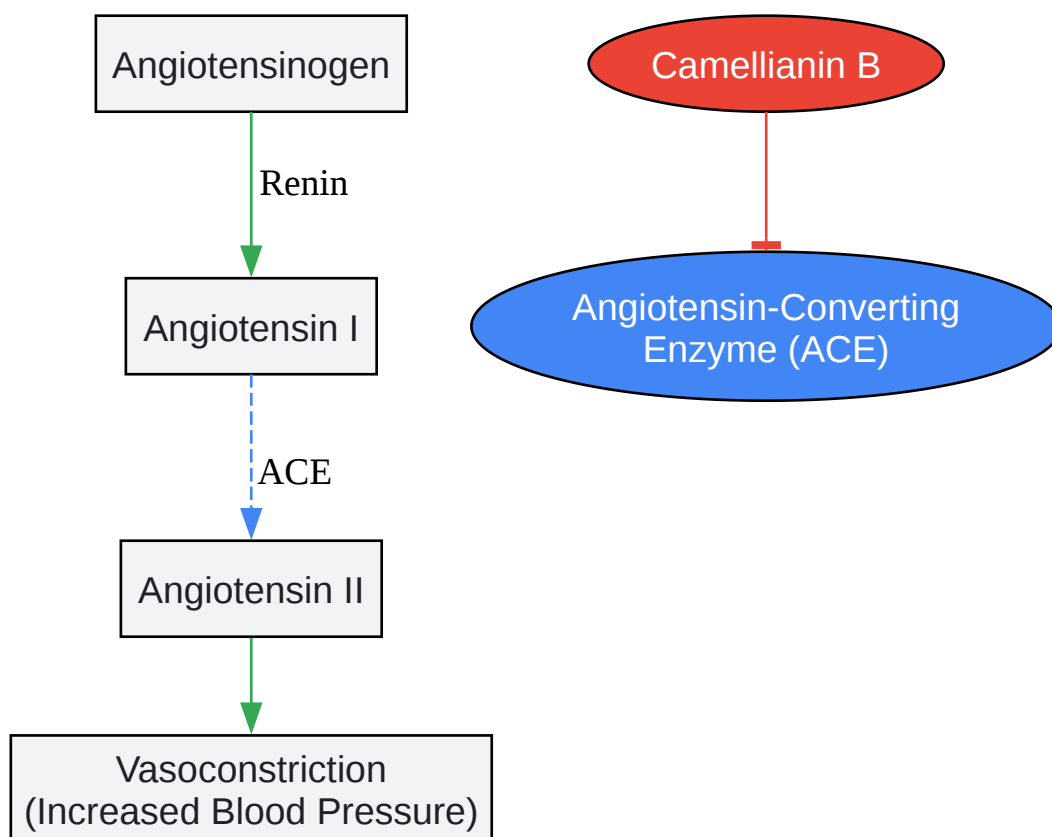 Angiotensinogen
Camellianin B
Renin
Angiotensin I
Angiotensin-Converting
Enzyme (ACE)
ACE
Angiotensin II
Vasoconstriction
(Increased Blood Pressure)